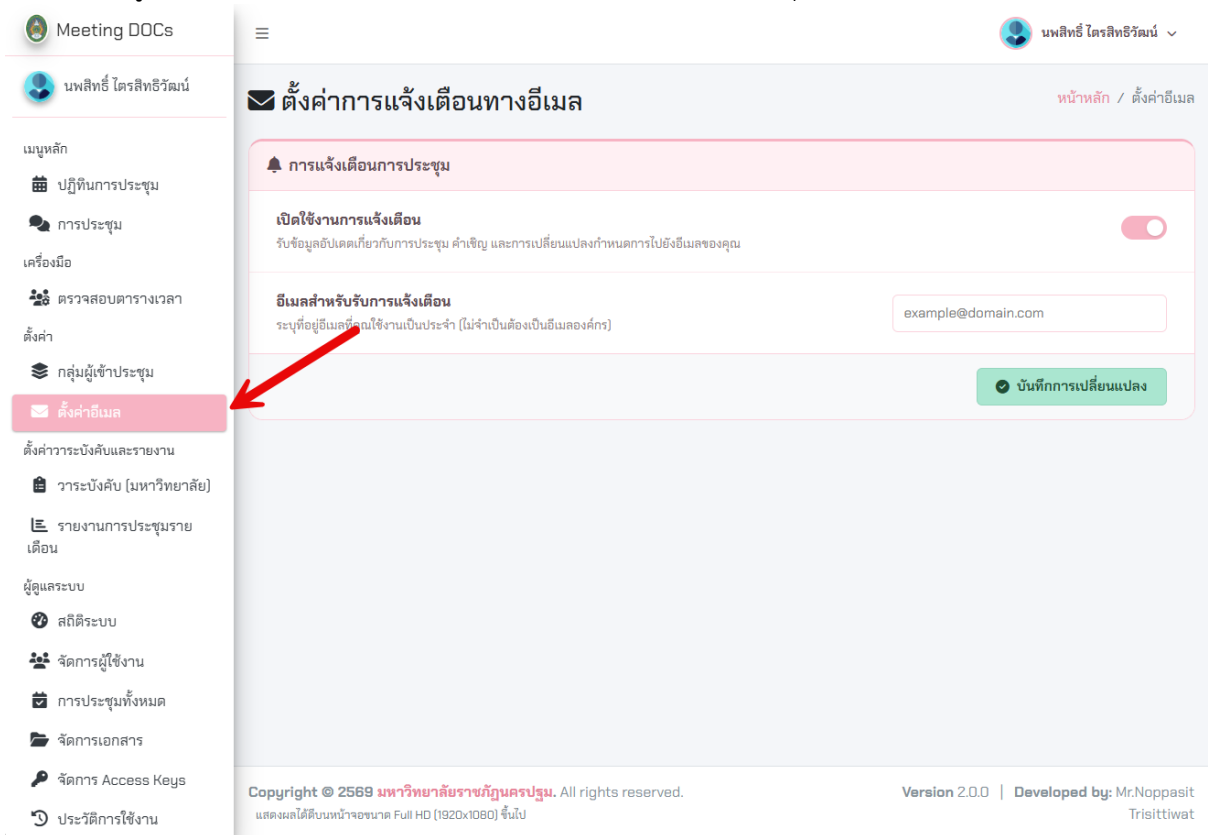 Meeting DOCs
นพสิทธิ์ ไตรสิทธิวัฒน์
นพสิทธิ์ ไตรสิทธิวัฒน์
ตั้งค่าการแจ้งเตือนทางอีเมล
หน้าหลัก / ตั้งค่าอีเมล
เมนูหลัก
ปฏิทินการประชุม
การประชุม
เครื่องมือ
ตรวจสอบตารางเวลา
ตั้งค่า
กลุ่มผู้เข้าประชุม
ตั้งค่าอีเมล
ตั้งค่าวาระบังคับและรายงาน
วาระบังคับ (มหาวิทยาลัย)
รายงานการประชุมราย
เดือน
ผู้ดูแลระบบ
สถิติระบบ
จัดการผู้ใช้งาน
การประชุมทั้งหมด
จัดการเอกสาร
จัดการ Access Keys
ประวัติการใช้งาน
การแจ้งเตือนการประชุม
เปิดใช้งานการแจ้งเตือน
รับข้อมูลอัปเดตเกี่ยวกับการประชุม คำเชิญ และการเปลี่ยนแปลงกำหนดการไปยังอีเมลของคุณ
อีเมลสำหรับรับการแจ้งเตือน
ระบุที่อยู่อีเมลที่คุณใช้งานเป็นประจำ (ไม่จำเป็นต้องเป็นอีเมลองค์กร)
example@domain.com
บันทึกการเปลี่ยนแปลง
Copyright © 2569 มหาวิทยาลัยราชภัฏนครปฐม. All rights reserved.
แสดงผลได้ดีบนหน้าจอขนาด Full HD (1920x1080) ขึ้นไป
Version 2.0.0 | Developed by: Mr.Noppasit
Trisittiwat